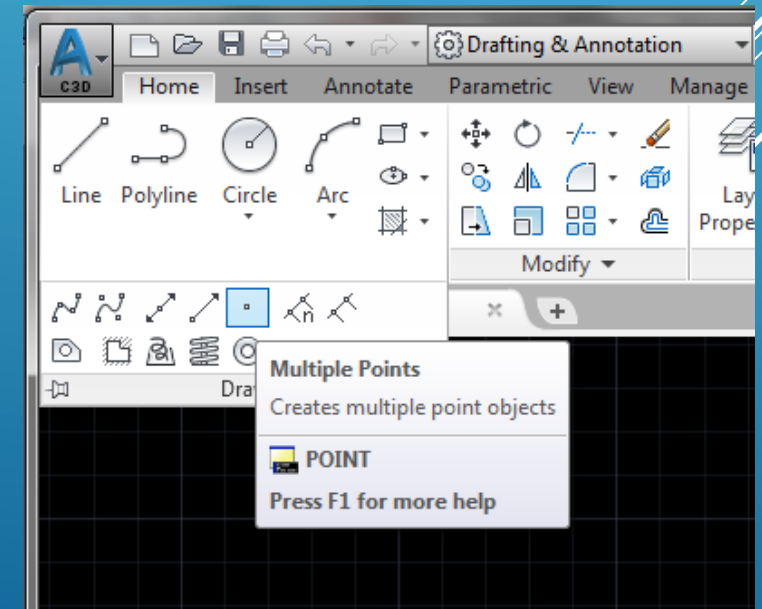 Drafting & Annotation
C3D Home Insert Annotate Parametric View Manage
Line Polyline Circle Arc
Lay
Prope
Modify
n
Dra
Multiple Points
Creates multiple point objects
POINT
Press F1 for more help